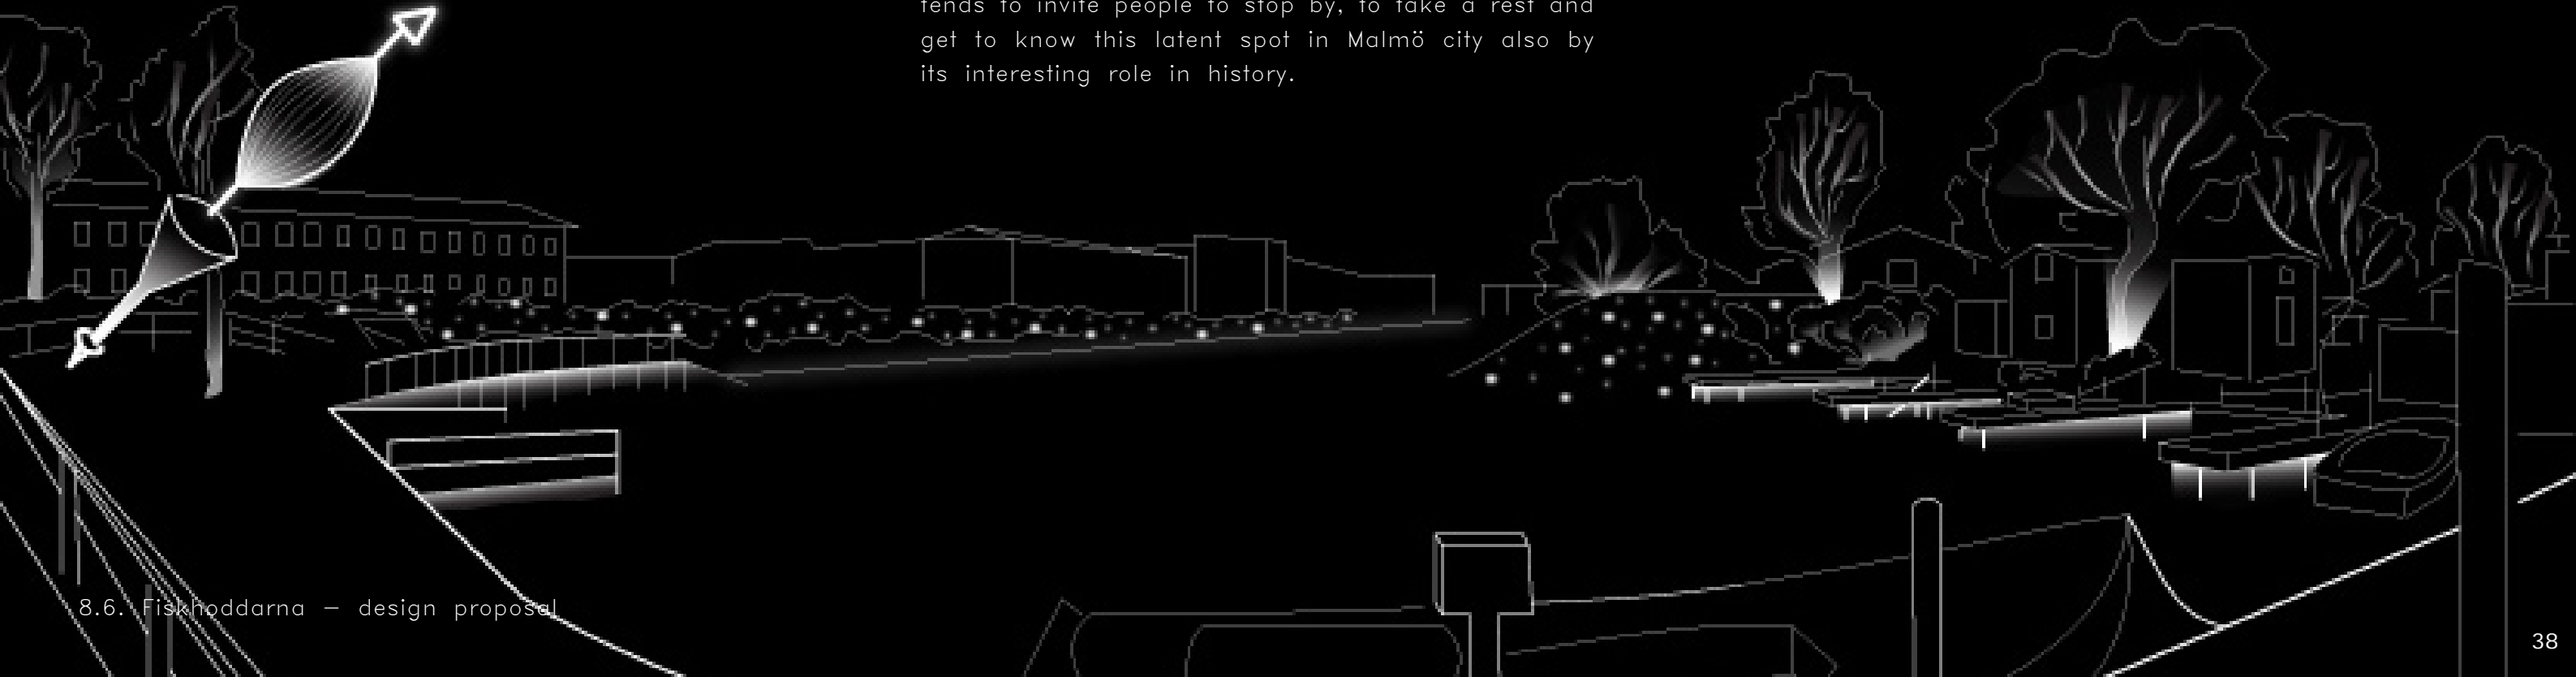 tends to invite people to stop by, to take a rest and
get to know this latent spot in Malmö city also by
its interesting role in history.
8.6. Fiskhoddarna – design proposal
38